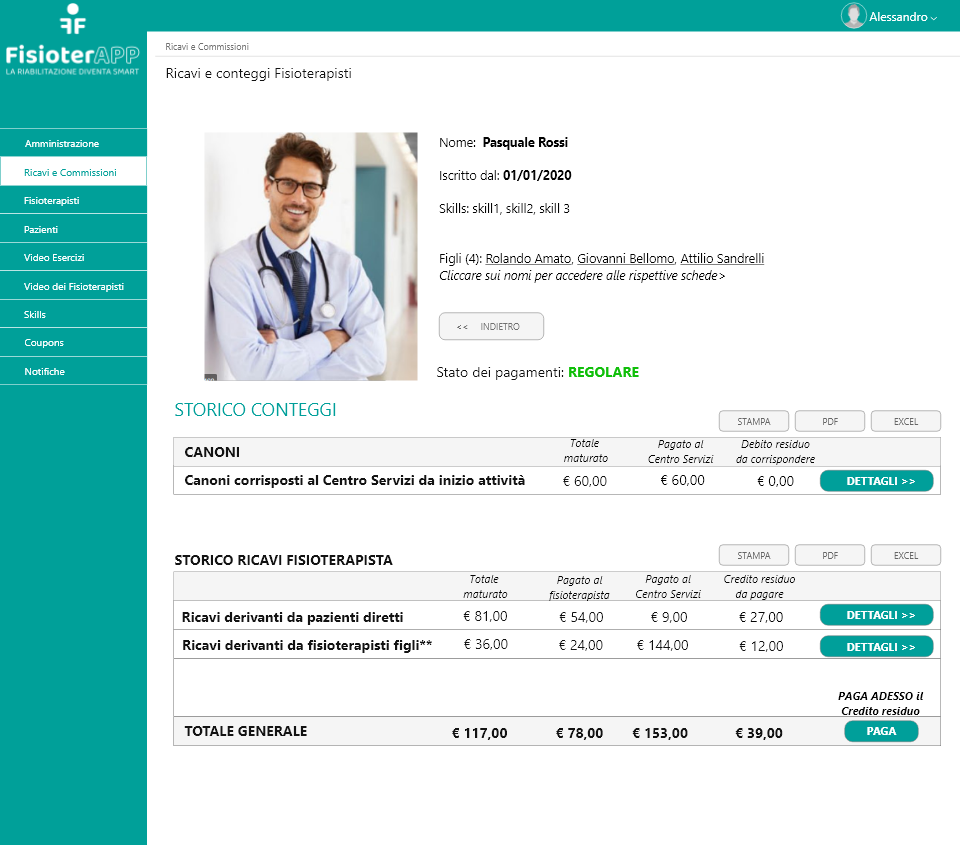 FisioterAPP
LA RIABILITAZIONE DIVENTA SMART
Alessandro
Ricavi e Commissioni
Ricavi e conteggi Fisioterapisti
Amministrazione
Ricavi e Commissioni
Fisioterapisti
Pazienti
Video Esercizi
Video dei Fisioterapisti
Skills
Coupons
Notifiche
Nome: Pasquale Rossi
Iscritto dal: 01/01/2020
Skills: skill1, skill2, skill 3
Figli (4): Rolando Amato, Giovanni Bellomo, Attilio Sandrelli
Cliccare sui nomi per accedere alle rispettive schede>
<< INDIETRO
Stato dei pagamenti: REGOLARE
STORICO CONTEGGI
STAMPA PDF EXCEL
CANONI Totale maturato Pagato al Centro Servizi Debito residuo da corrispondere
Canoni corrisposti al Centro Servizi da inizio attività € 60,00 € 60,00 € 0,00 DETTAGLI >>
STORICO RICAVI FISIOTERAPISTA STAMPA PDF EXCEL
Totale maturato Pagato al fisioterapista Pagato al Centro Servizi Credito residuo da pagare
Ricavi derivanti da pazienti diretti € 81,00 € 54,00 € 9,00 € 27,00 DETTAGLI >>
Ricavi derivanti da fisioterapisti figli** € 36,00 € 24,00 € 144,00 € 12,00 DETTAGLI >>
PAGA ADESSO il
Credito residuo
TOTALE GENERALE € 117,00 € 78,00 € 153,00 € 39,00 PAGA